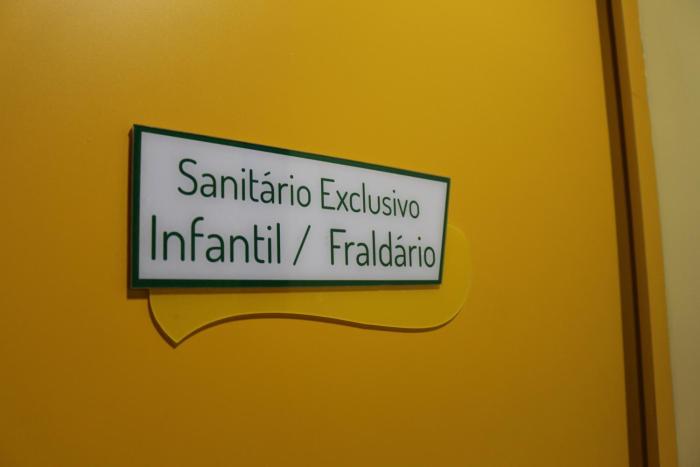 Sanitário Exclusivo
Infantil / Fraldário